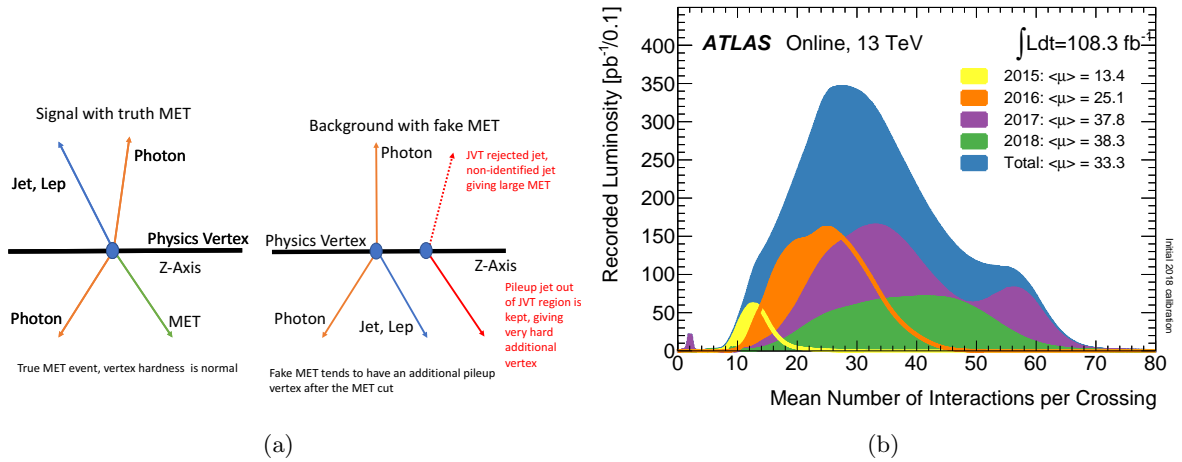 Signal with truth MET
Photon
Jet, Lep
Physics Vertex
Z-Axis
Photon
MET
True MET event, vertex hardness is normal
Background with fake MET
Photon
JVT rejected jet,
non-identified jet
giving large MET
Physics Vertex
Z-Axis
Photon
Jet, Lep
Pileup jet out
of JVT region is
kept, giving
very hard
additional
vertex
Fake MET tends to have an additional pileup
vertex after the MET cut
(a)
Recorded Luminosity [pb⁻¹/0.1]
400
350
300
250
200
150
100
50
0
ATLAS Online, 13 TeV
∫Ldt=108.3 fb⁻¹
2015: <μ> = 13.4
2016: <μ> = 25.1
2017: <μ> = 37.8
2018: <μ> = 38.3
Total: <μ> = 33.3
0 10 20 30 40 50 60 70 80
Mean Number of Interactions per Crossing
Initial 2018 calibration
(b)